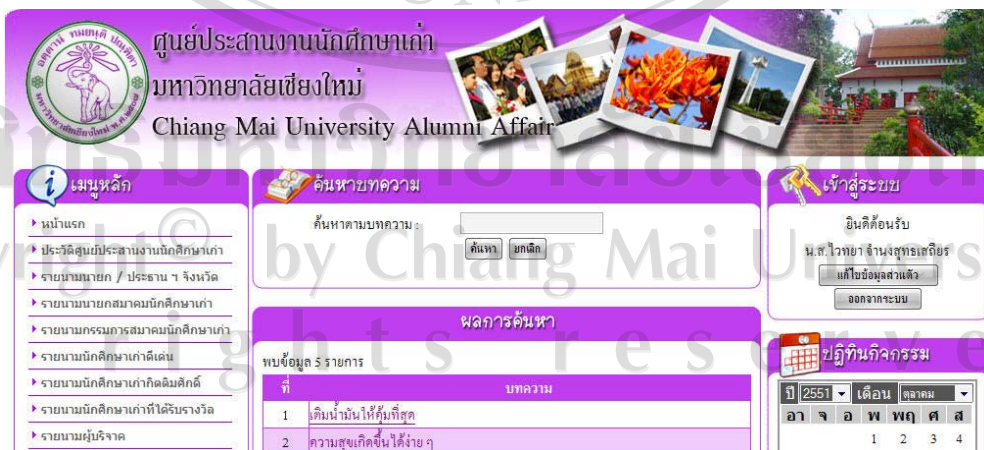 ศูนย์ประสานงานนักศึกษาเก่า
มหาวิทยาลัยเชียงใหม่
Chiang Mai University Alumni Affair
เมนูหลัก
หน้าแรก
ประวัติศูนย์ประสานงานนักศึกษาเก่า
รายนามนายก / ประธาน ฯ จังหวัด
รายนามนายกสมาคมนักศึกษาเก่า
รายนามกรรมการสมาคมนักศึกษาเก่า
รายนามนักศึกษาเก่าดีเด่น
รายนามนักศึกษาเก่ากิตติมศักดิ์
รายนามนักศึกษาเก่าที่ได้รับรางวัล
รายนามผู้บริจาค
ค้นหาบทความ
ค้นหาตามบทความ :
ค้นหา ยกเลิก
ผลการค้นหา
พบข้อมูล 5 รายการ
ที่ บทความ
1 เติมน้ำมันให้คุ้มที่สุด
2 ความสุขเกิดขึ้นได้ง่าย ๆ
เข้าสู่ระบบ
ยินดีต้อนรับ
น.ส.ไวทยา จำนงสุทธเสถียร
แก้ไขข้อมูลส่วนตัว
ออกจากระบบ
ปฏิทินกิจกรรม
ปี 2551 เดือน ตุลาคม
อา จ อ พ พฤ ศ ส
1 2 3 4
by Chiang Mai Univers